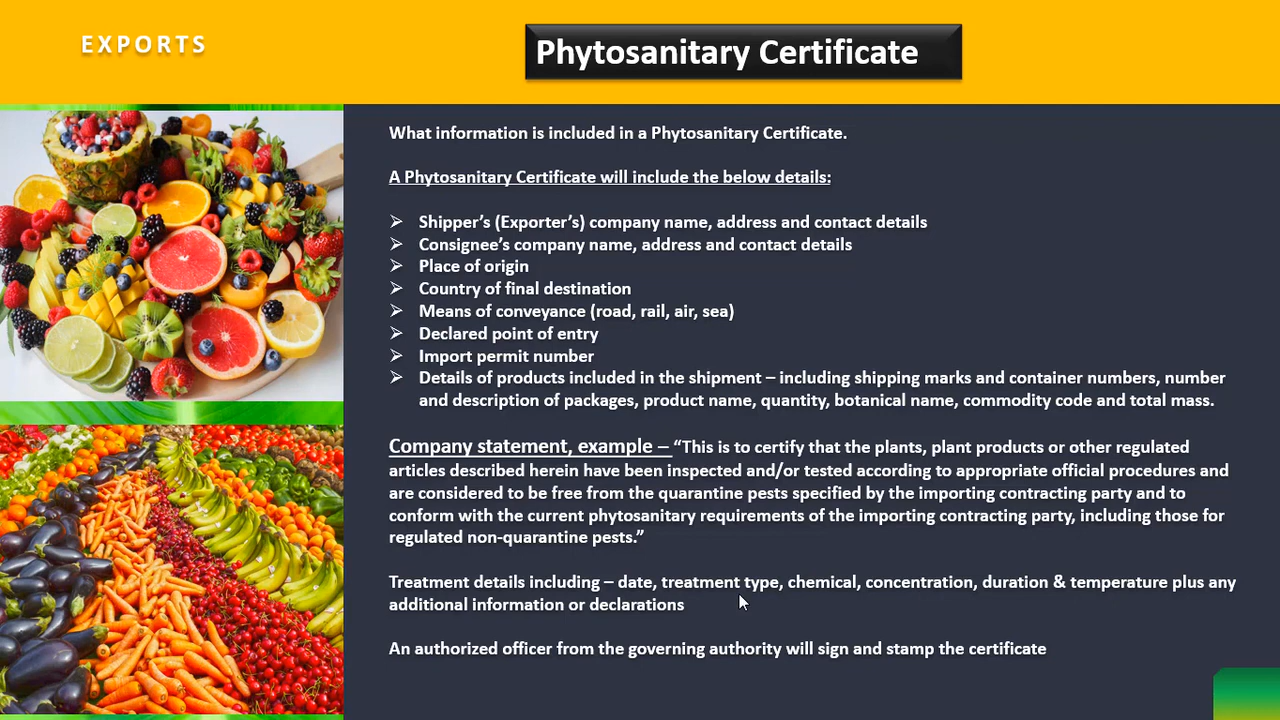 EXPORTS
Phytosanitary Certificate
What information is included in a Phytosanitary Certificate.
A Phytosanitary Certificate will include the below details:
➢ Shipper’s (Exporter’s) company name, address and contact details
➢ Consignee’s company name, address and contact details
➢ Place of origin
➢ Country of final destination
➢ Means of conveyance (road, rail, air, sea)
➢ Declared point of entry
➢ Import permit number
➢ Details of products included in the shipment – including shipping marks and container numbers, number
and description of packages, product name, quantity, botanical name, commodity code and total mass.
Company statement, example – “This is to certify that the plants, plant products or other regulated
articles described herein have been inspected and/or tested according to appropriate official procedures and
are considered to be free from the quarantine pests specified by the importing contracting party and to
conform with the current phytosanitary requirements of the importing contracting party, including those for
regulated non-quarantine pests.”
Treatment details including – date, treatment type, chemical, concentration, duration & temperature plus any
additional information or declarations
An authorized officer from the governing authority will sign and stamp the certificate